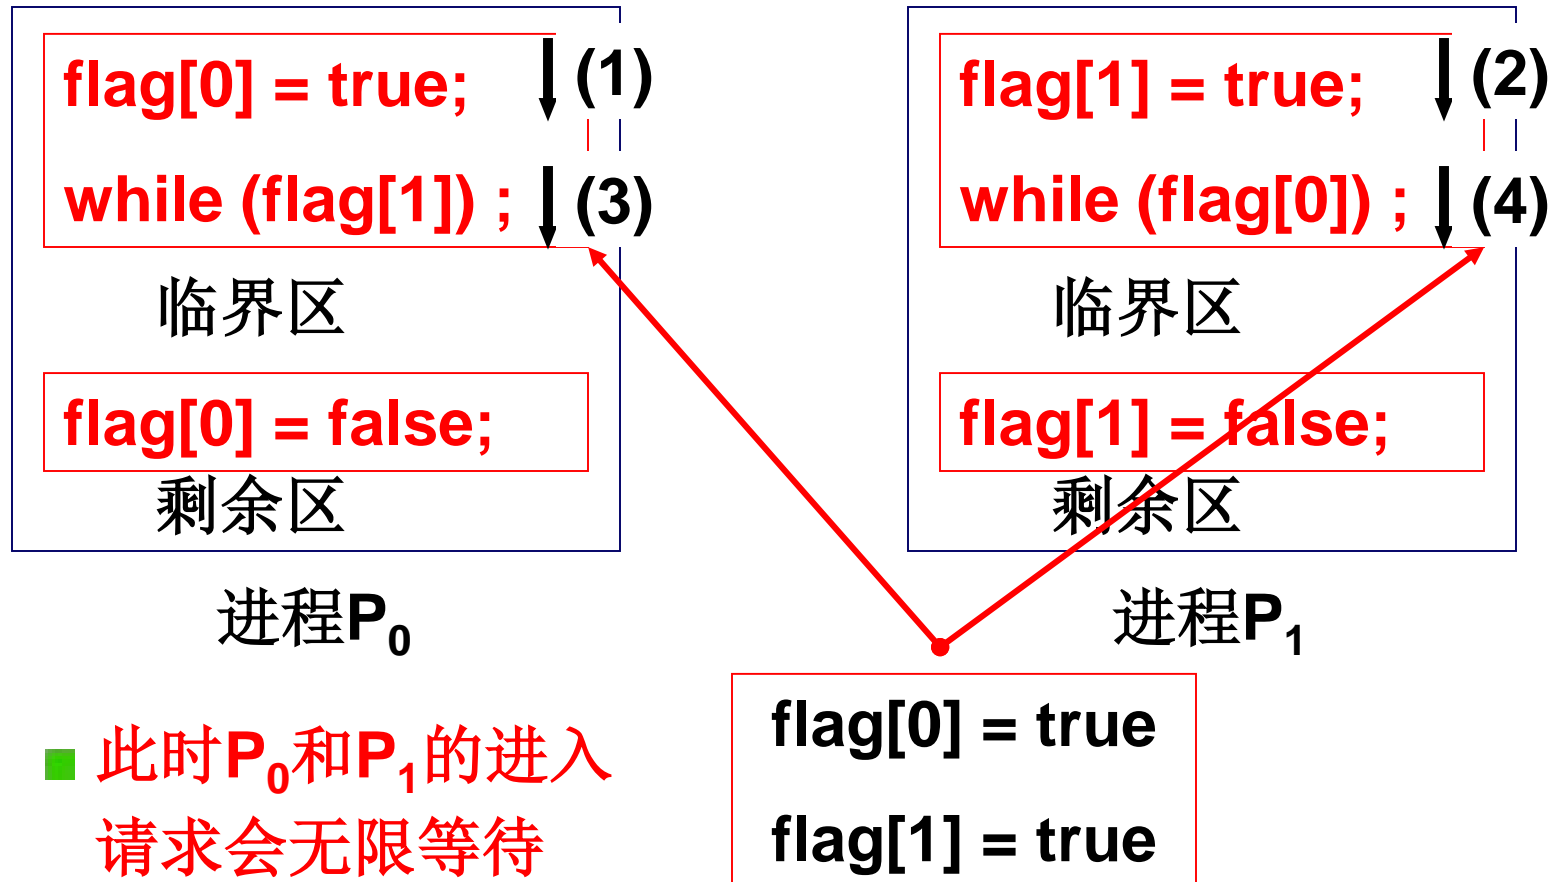 flag[0] = true; (1)
while (flag[1]) ; (3)
临界区
flag[0] = false;
剩余区
进程P0
flag[1] = true; (2)
while (flag[0]) ; (4)
临界区
flag[1] = false;
剩余区
进程P1
此时P0和P1的进入
请求会无限等待
flag[0] = true
flag[1] = true